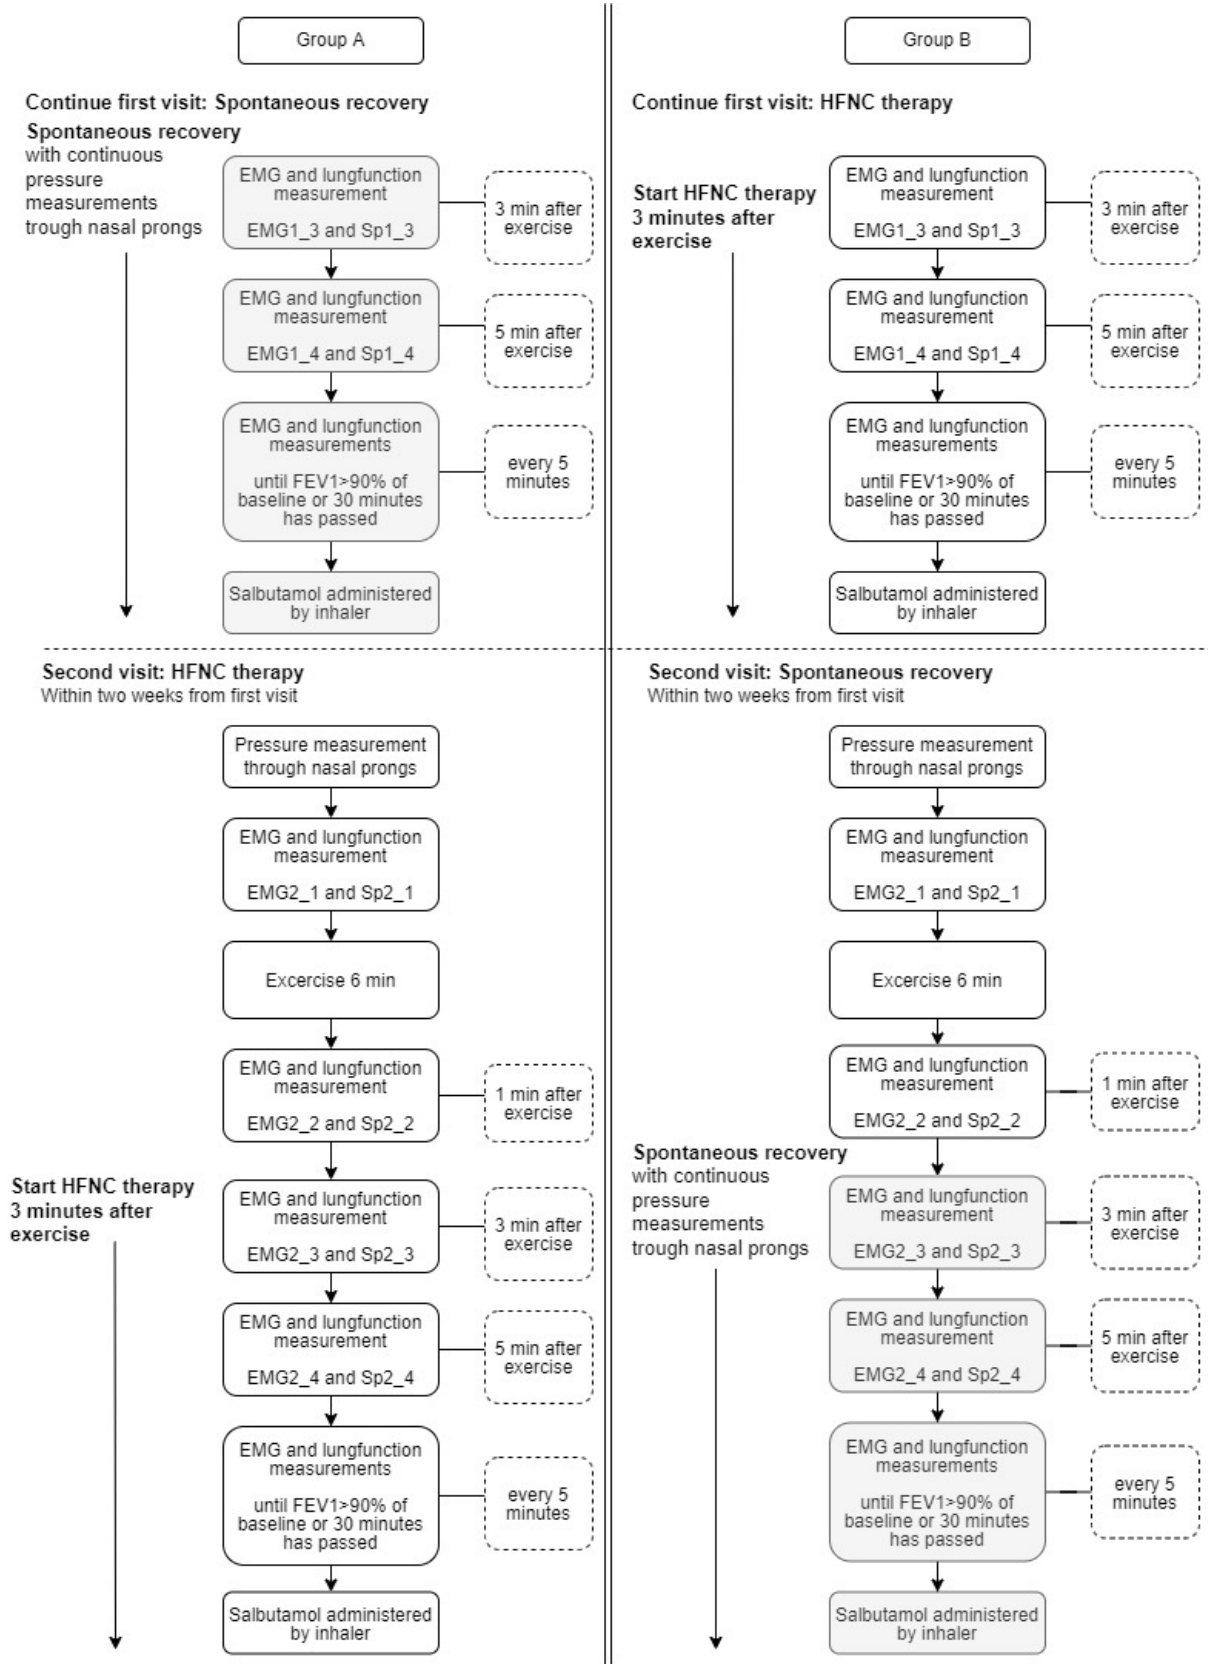 Group A
Continue first visit: Spontaneous recovery
Spontaneous recovery
with continuous
pressure
measurements
trough nasal prongs
EMG and lungfunction
measurement
EMG1_3 and Sp1_3
3 min after
exercise
EMG and lungfunction
measurement
EMG1_4 and Sp1_4
5 min after
exercise
EMG and lungfunction
measurements
until FEV1>90% of
baseline or 30 minutes
has passed
every 5
minutes
Salbutamol administered
by inhaler
Group B
Continue first visit: HFNC therapy
Start HFNC therapy
3 minutes after
exercise
EMG and lungfunction
measurement
EMG1_3 and Sp1_3
3 min after
exercise
EMG and lungfunction
measurement
EMG1_4 and Sp1_4
5 min after
exercise
EMG and lungfunction
measurements
until FEV1>90% of
baseline or 30 minutes
has passed
every 5
minutes
Salbutamol administered
by inhaler
Second visit: HFNC therapy
Within two weeks from first visit
Pressure measurement
through nasal prongs
EMG and lungfunction
measurement
EMG2_1 and Sp2_1
Excercise 6 min
EMG and lungfunction
measurement
EMG2_2 and Sp2_2
1 min after
exercise
Start HFNC therapy
3 minutes after
exercise
EMG and lungfunction
measurement
EMG2_3 and Sp2_3
3 min after
exercise
EMG and lungfunction
measurement
EMG2_4 and Sp2_4
5 min after
exercise
EMG and lungfunction
measurements
until FEV1>90% of
baseline or 30 minutes
has passed
every 5
minutes
Salbutamol administered
by inhaler
Second visit: Spontaneous recovery
Within two weeks from first visit
Pressure measurement
through nasal prongs
EMG and lungfunction
measurement
EMG2_1 and Sp2_1
Excercise 6 min
EMG and lungfunction
measurement
EMG2_2 and Sp2_2
1 min after
exercise
Spontaneous recovery
with continuous
pressure
measurements
trough nasal prongs
EMG and lungfunction
measurement
EMG2_3 and Sp2_3
3 min after
exercise
EMG and lungfunction
measurement
EMG2_4 and Sp2_4
5 min after
exercise
EMG and lungfunction
measurements
until FEV1>90% of
baseline or 30 minutes
has passed
every 5
minutes
Salbutamol administered
by inhaler